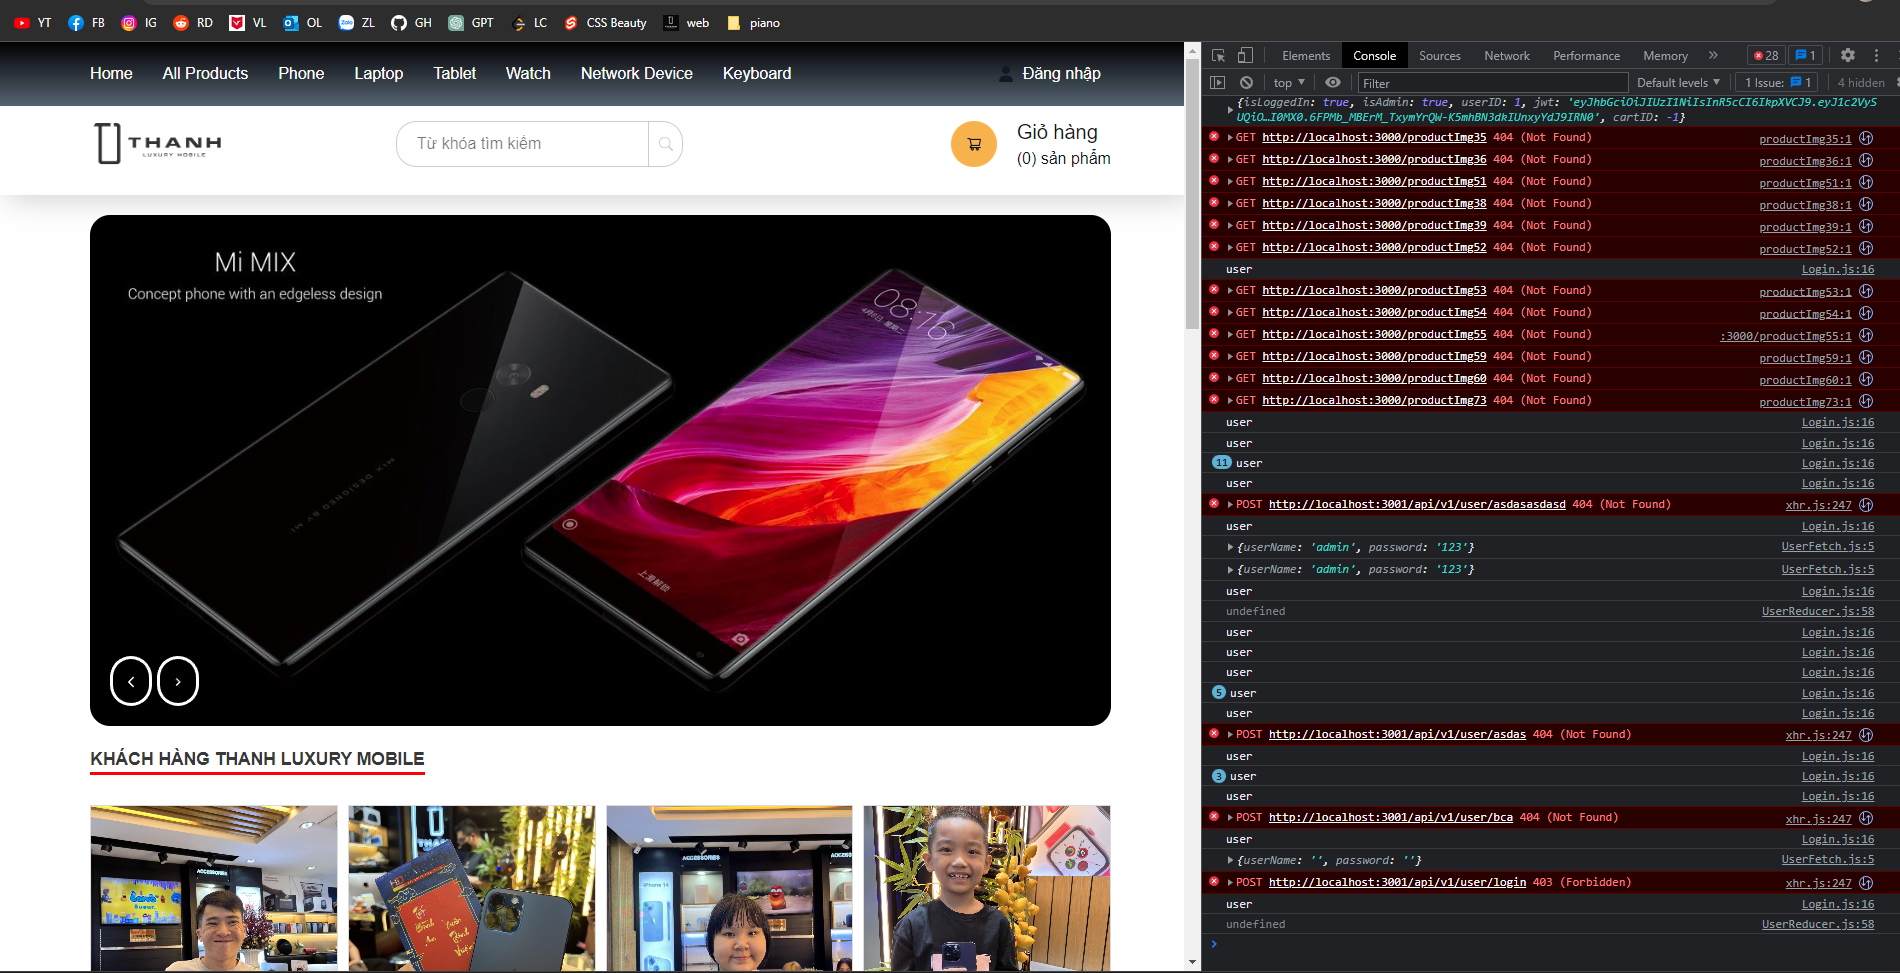 YT FB IG RD VL OL ZL GH GPT LC CSS Beauty web piano
Home All Products Phone Laptop Tablet Watch Network Device Keyboard Đăng nhập
THANH
LUXURY MOBILE
Từ khóa tìm kiếm
Giỏ hàng
(0) sản phẩm
Mi MIX
Concept phone with an edgeless design
MIX DESIGNED BY MI
08:16
KHÁCH HÀNG THANH LUXURY MOBILE
ACCESSORIES
ACCESSORIES
iPhone 14
Elements Console Sources Network Performance Memory » 28 1
top ▼ Filter Default levels ▼ 1 Issue: 1 4 hidden
{isLoggedIn: true, isAdmin: true, userID: 1, jwt: 'eyJhbGciOiJIUzI1NiIsInR5cCI6IkpXVCJ9.eyJ1c2VyS
UQiO…I0MX0.6FPMb_MBErM_TxymYrQW-K5mhBN3dkIUnxyYdJ9IRN0', cartID: -1}
GET http://localhost:3000/productImg35 404 (Not Found) productImg35:1
GET http://localhost:3000/productImg36 404 (Not Found) productImg36:1
GET http://localhost:3000/productImg51 404 (Not Found) productImg51:1
GET http://localhost:3000/productImg38 404 (Not Found) productImg38:1
GET http://localhost:3000/productImg39 404 (Not Found) productImg39:1
GET http://localhost:3000/productImg52 404 (Not Found) productImg52:1
user Login.js:16
GET http://localhost:3000/productImg53 404 (Not Found) productImg53:1
GET http://localhost:3000/productImg54 404 (Not Found) productImg54:1
GET http://localhost:3000/productImg55 404 (Not Found) :3000/productImg55:1
GET http://localhost:3000/productImg59 404 (Not Found) productImg59:1
GET http://localhost:3000/productImg60 404 (Not Found) productImg60:1
GET http://localhost:3000/productImg73 404 (Not Found) productImg73:1
user Login.js:16
user Login.js:16
11 user Login.js:16
user Login.js:16
POST http://localhost:3001/api/v1/user/asdasasdasd 404 (Not Found) xhr.js:247
user Login.js:16
{userName: 'admin', password: '123'} UserFetch.js:5
{userName: 'admin', password: '123'} UserFetch.js:5
user Login.js:16
undefined UserReducer.js:58
user Login.js:16
user Login.js:16
user Login.js:16
5 user Login.js:16
user Login.js:16
POST http://localhost:3001/api/v1/user/asdas 404 (Not Found) xhr.js:247
user Login.js:16
3 user Login.js:16
user Login.js:16
POST http://localhost:3001/api/v1/user/bca 404 (Not Found) xhr.js:247
user Login.js:16
{userName: '', password: ''} UserFetch.js:5
POST http://localhost:3001/api/v1/user/login 403 (Forbidden) xhr.js:247
user Login.js:16
undefined UserReducer.js:58